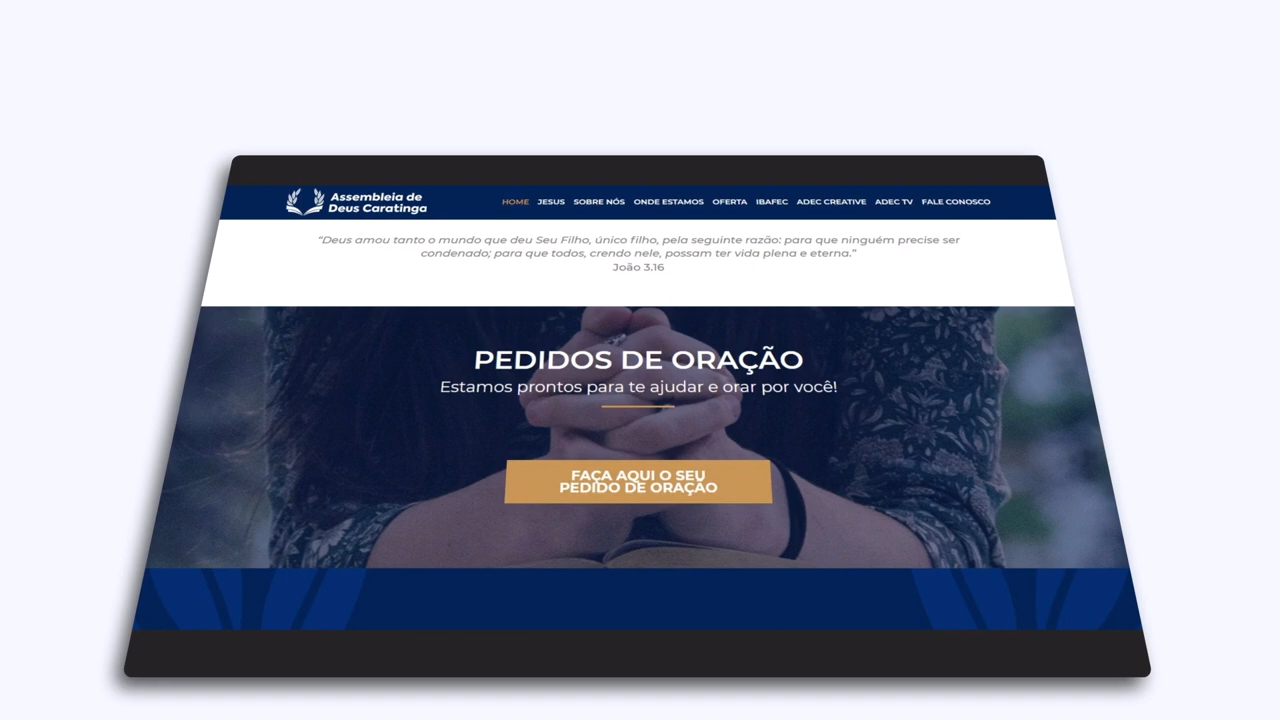 Assembleia de
Deus Caratinga
HOME JESUS SOBRE NÓS ONDE ESTAMOS OFERTA IBAFEC ADEC CREATIVE ADEC TV FALE CONOSCO
“Deus amou tanto o mundo que deu Seu Filho, único filho, pela seguinte razão: para que ninguém precise ser
condenado; para que todos, crendo nele, possam ter vida plena e eterna.”
João 3.16
PEDIDOS DE ORAÇÃO
Estamos prontos para te ajudar e orar por você!
FAÇA AQUI O SEU
PEDIDO DE ORAÇÃO